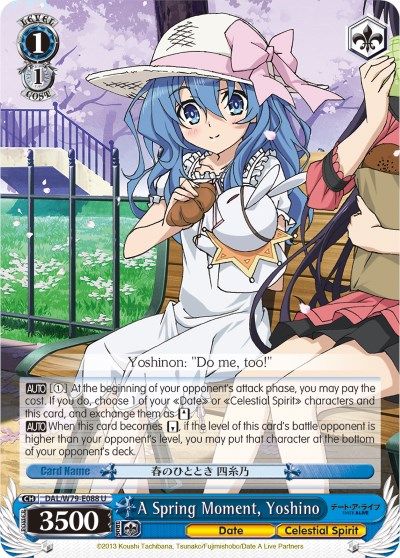 LEVEL
1
1
COST
Yoshinon: "Do me, too!"
AUTO [①] At the beginning of your opponent's attack phase, you may pay the
cost. If you do, choose 1 of your «Date» or «Celestial Spirit» characters and
this card, and exchange them as
AUTO When this card becomes, if the level of this card's battle opponent is
higher than your opponent's level, you may put that character at the bottom
of your opponent's deck.
Card Name 春のひととき 四糸乃
CH DAL/W79-E088 U
POWER 3500
A Spring Moment, Yoshino
デート・ア・ライブ
Date Celestial Spirit
©2013 Koushi Tachibana, Tsunako/Fujimishobo/Date A Live Partners